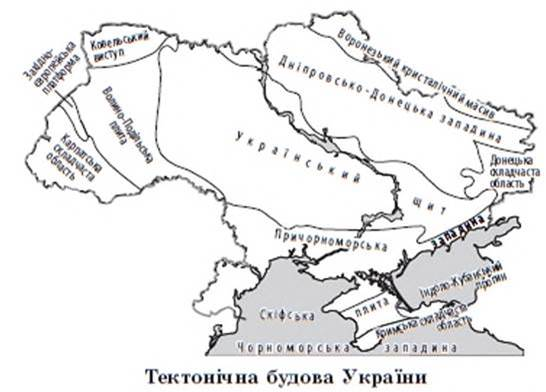 Ковельський
виступ
Західно-
європейська
платформа
Воронезький кристалічний масив
Дніпровсько-Донецька западина
Волино-Подільська
плита
Карпатська
складчаста
область
Український
щит
Донецька
складчаста
область
Причорноморська
западина
Індоло-Кубанський
прогин
Скіфська
плита
Кримська складчаста
область
Чорноморська западина
Тектонічна будова України